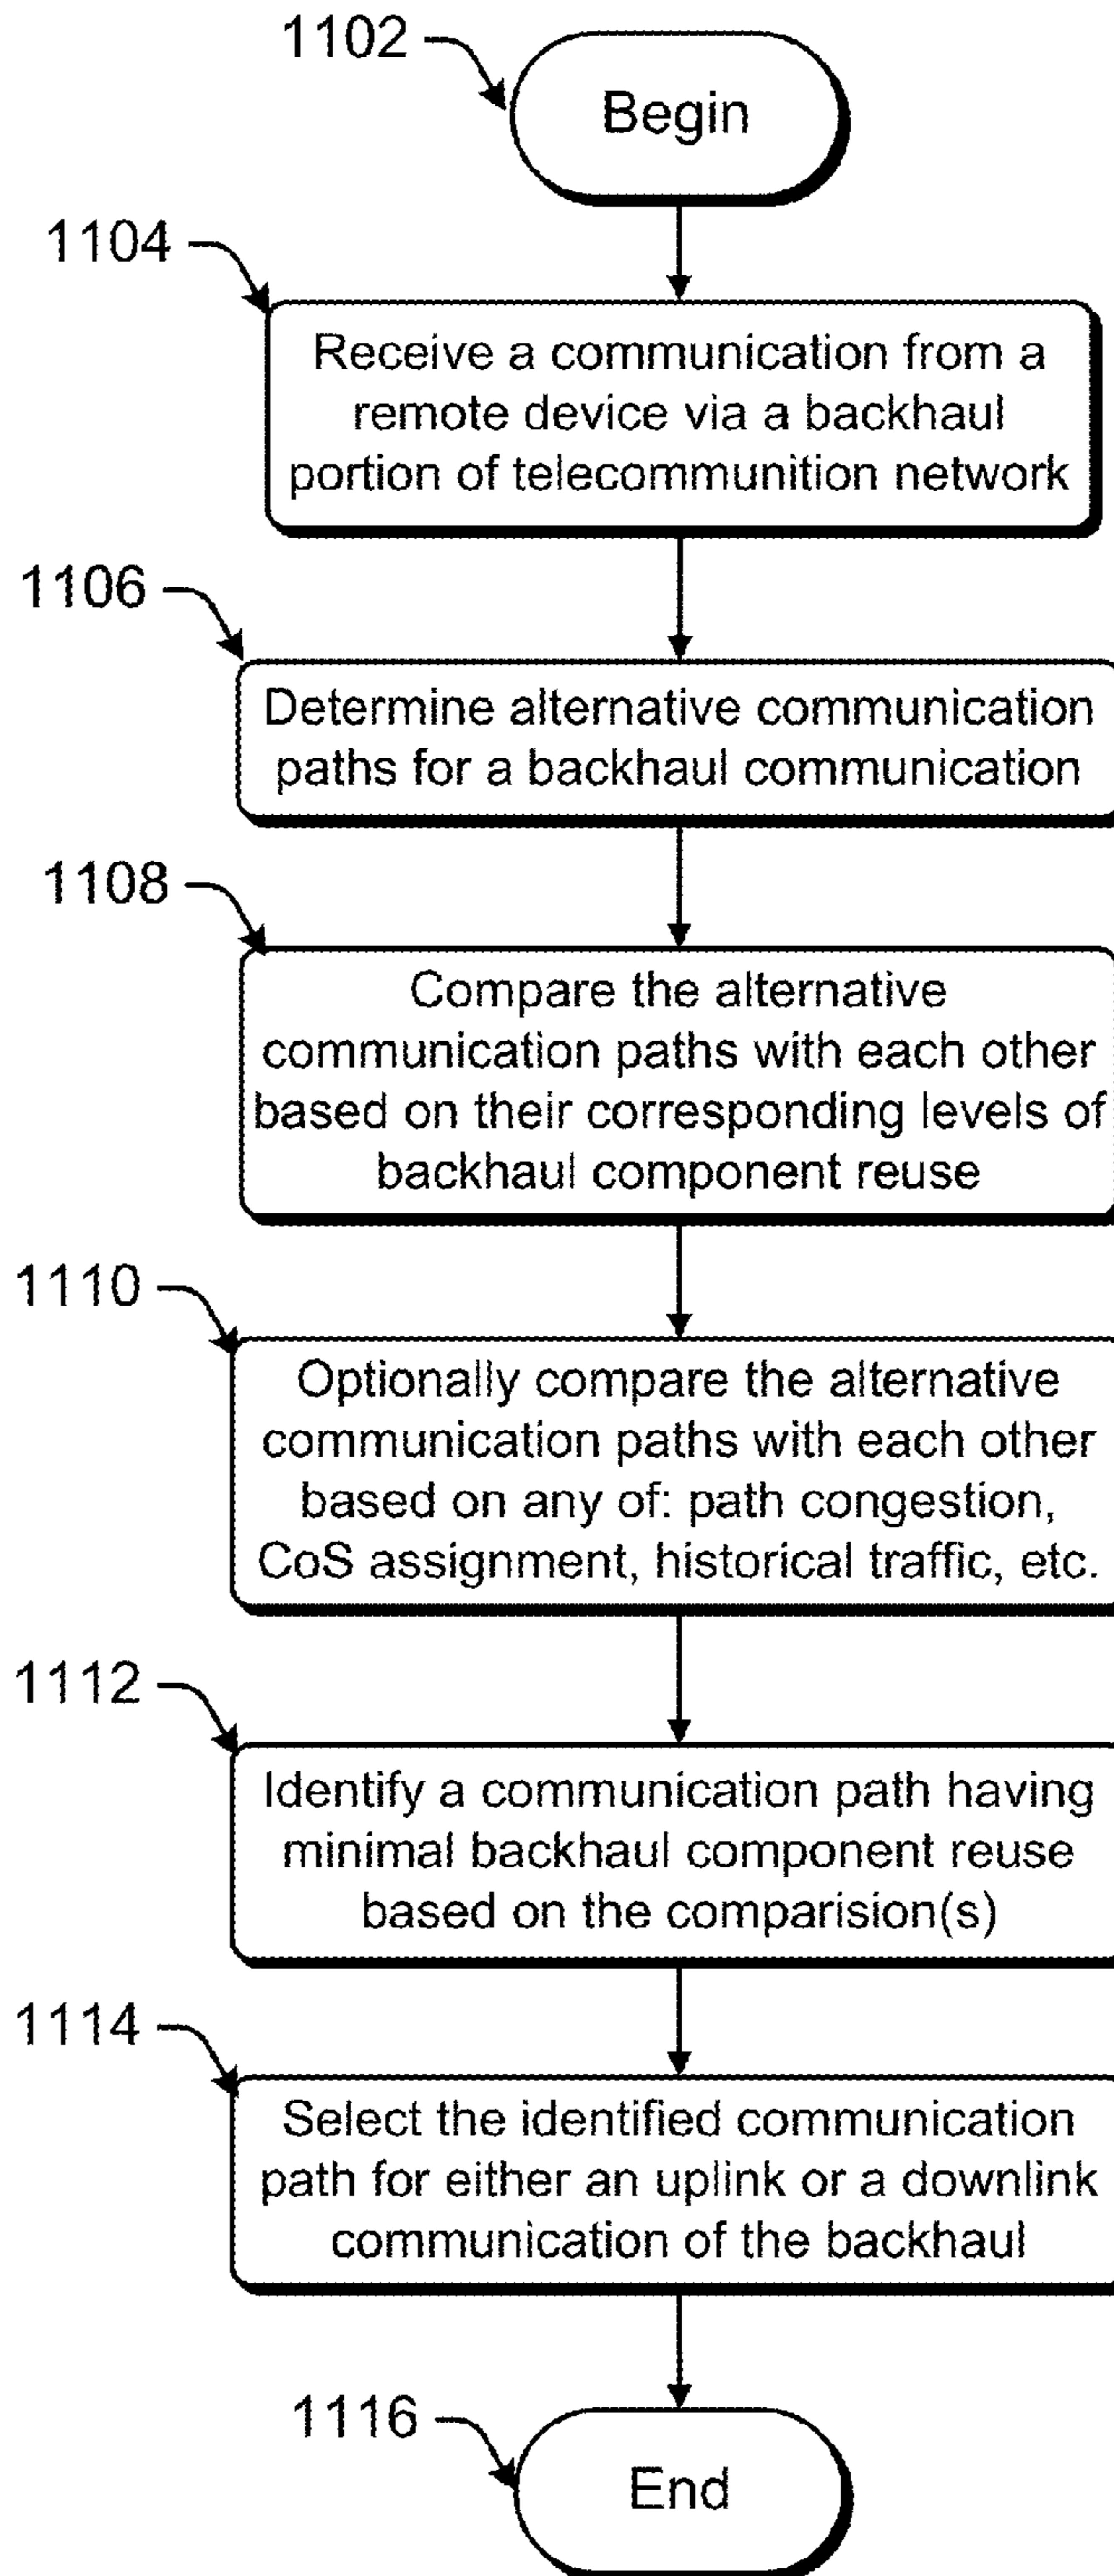 1102
Begin
1104
Receive a communication from a
remote device via a backhaul
portion of telecommunition network
1106
Determine alternative communication
paths for a backhaul communication
1108
Compare the alternative
communication paths with each other
based on their corresponding levels of
backhaul component reuse
1110
Optionally compare the alternative
communication paths with each other
based on any of: path congestion,
CoS assignment, historical traffic, etc.
1112
Identify a communication path having
minimal backhaul component reuse
based on the comparision(s)
1114
Select the identified communication
path for either an uplink or a downlink
communication of the backhaul
1116
End